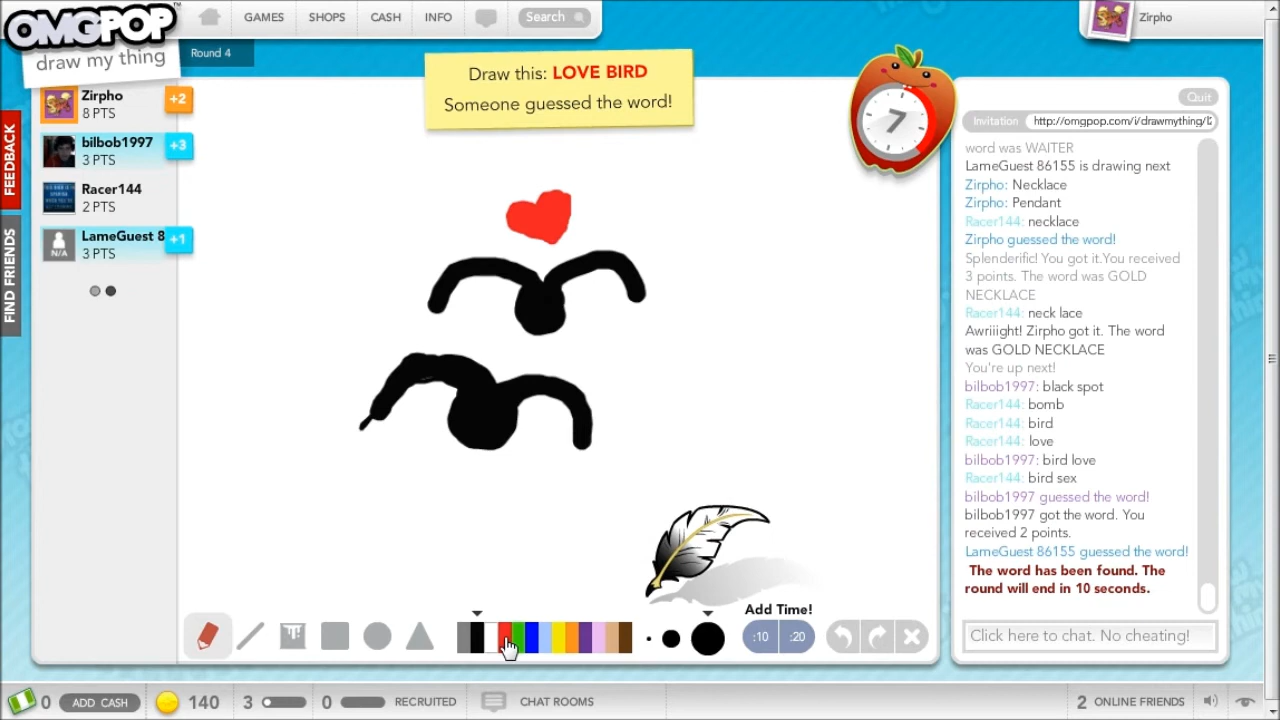 OMGPOP™
draw my thing
GAMES SHOPS CASH INFO Search
Zirpho
Round 4
Draw this: LOVE BIRD
Someone guessed the word!
7
FEEDBACK
FIND FRIENDS
Zirpho +2
8 PTS
bilbob1997 +3
3 PTS
Racer144
2 PTS
LameGuest 8 +1
3 PTS
N/A
Quit
Invitation http://omgpop.com/i/drawmything/
word was WAITER
LameGuest 86155 is drawing next
Zirpho: Necklace
Zirpho: Pendant
Racer144: necklace
Zirpho guessed the word!
Splenderific! You got it.You received
3 points. The word was GOLD
NECKLACE
Racer144: neck lace
Awriiight! Zirpho got it. The word
was GOLD NECKLACE
You're up next!
bilbob1997: black spot
Racer144: bomb
Racer144: bird
Racer144: love
bilbob1997: bird love
Racer144: bird sex
bilbob1997 guessed the word!
bilbob1997 got the word. You
received 2 points.
LameGuest 86155 guessed the word!
The word has been found. The
round will end in 10 seconds.
Click here to chat. No cheating!
Add Time!
:10 :20
0 ADD CASH 140 3 0 RECRUITED CHAT ROOMS 2 ONLINE FRIENDS